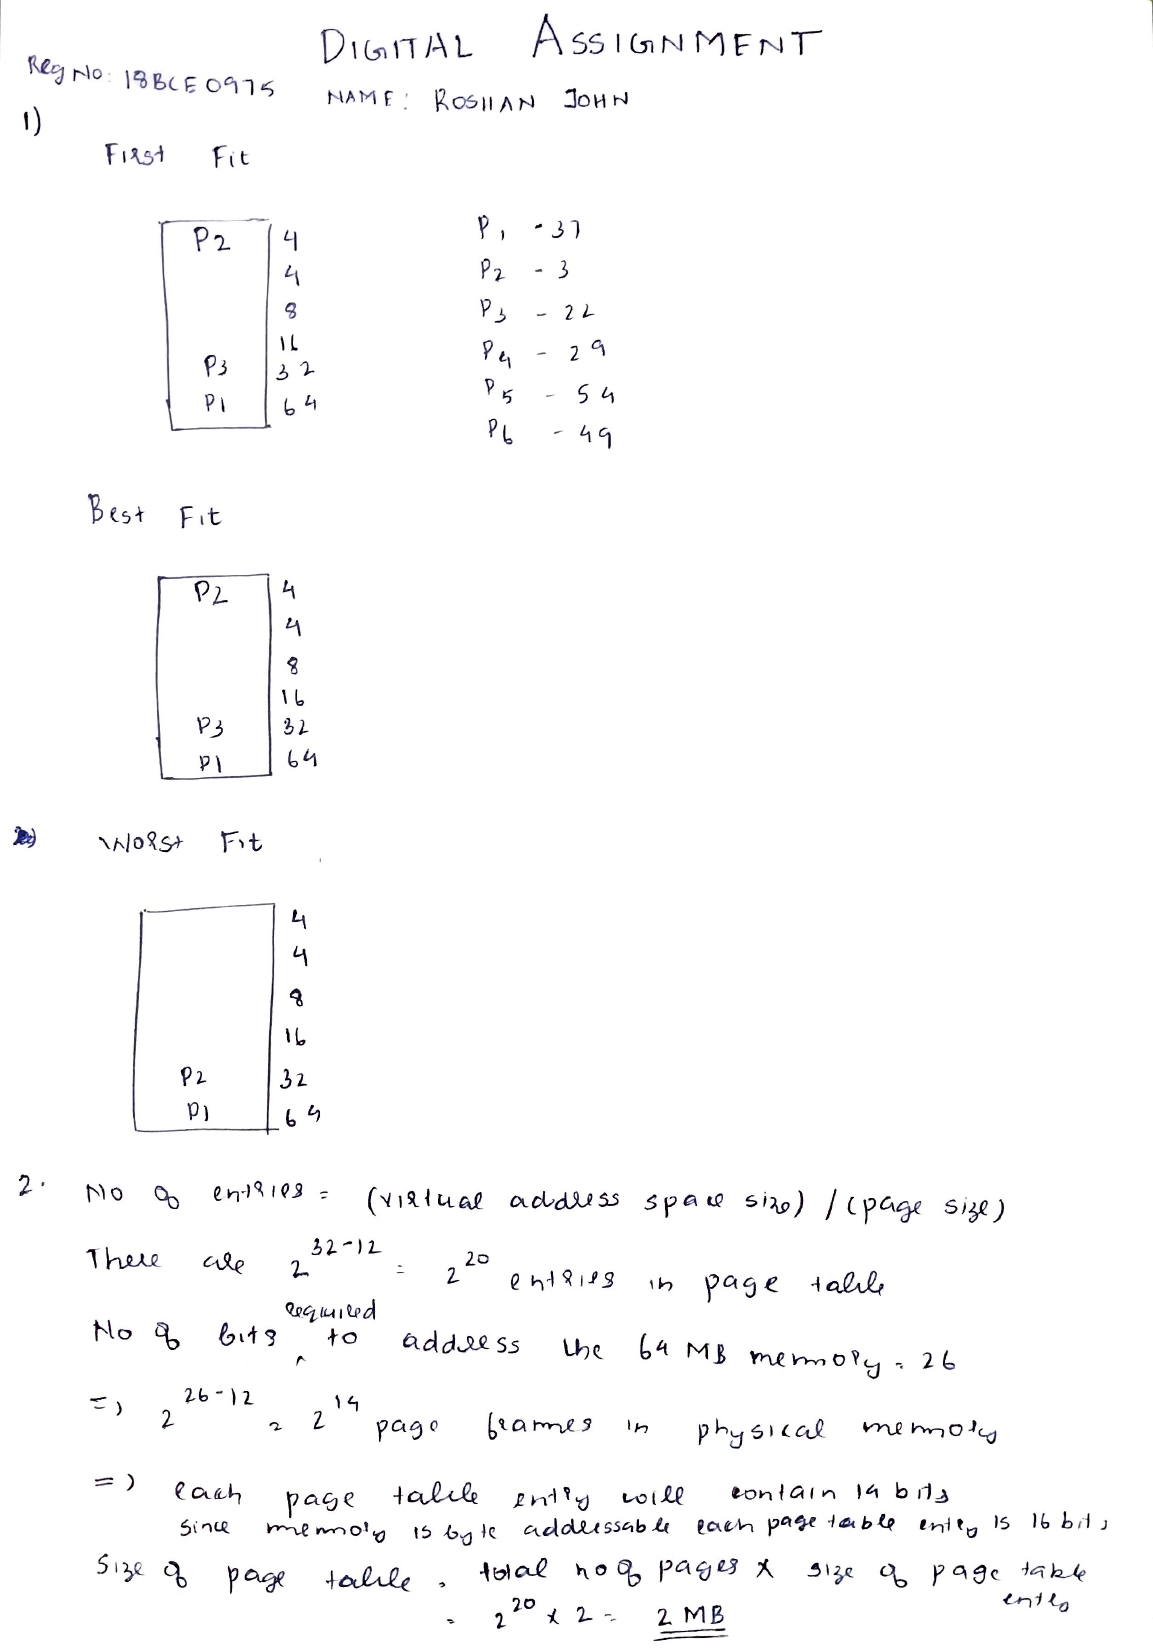 DIGITAL ASSIGNMENT
Reg No: 18BCE0975
NAME: ROSHAN JOHN
1)
First Fit
P2 4
4
8
16
P3 32
P1 64
P1 - 37
P2 - 3
P3 - 22
P4 - 29
P5 - 54
P6 - 49
Best Fit
P2 4
4
8
16
P3 32
P1 64
Worst Fit
4
4
8
16
P2 32
P1 64
2. No of entries = (virtual address space size) / (page size)
There are 2^32-12 = 2^20 entries in page table
No of bits required to address the 64 MB memory = 26
=) 2^26-12 = 2^14 page frames in physical memory
=) each page table entry will contain 14 bits
Since memory is byte addressable each page table entry is 16 bits
Size of page table = total no of pages x size of page table entry
= 2^20 x 2 = 2 MB